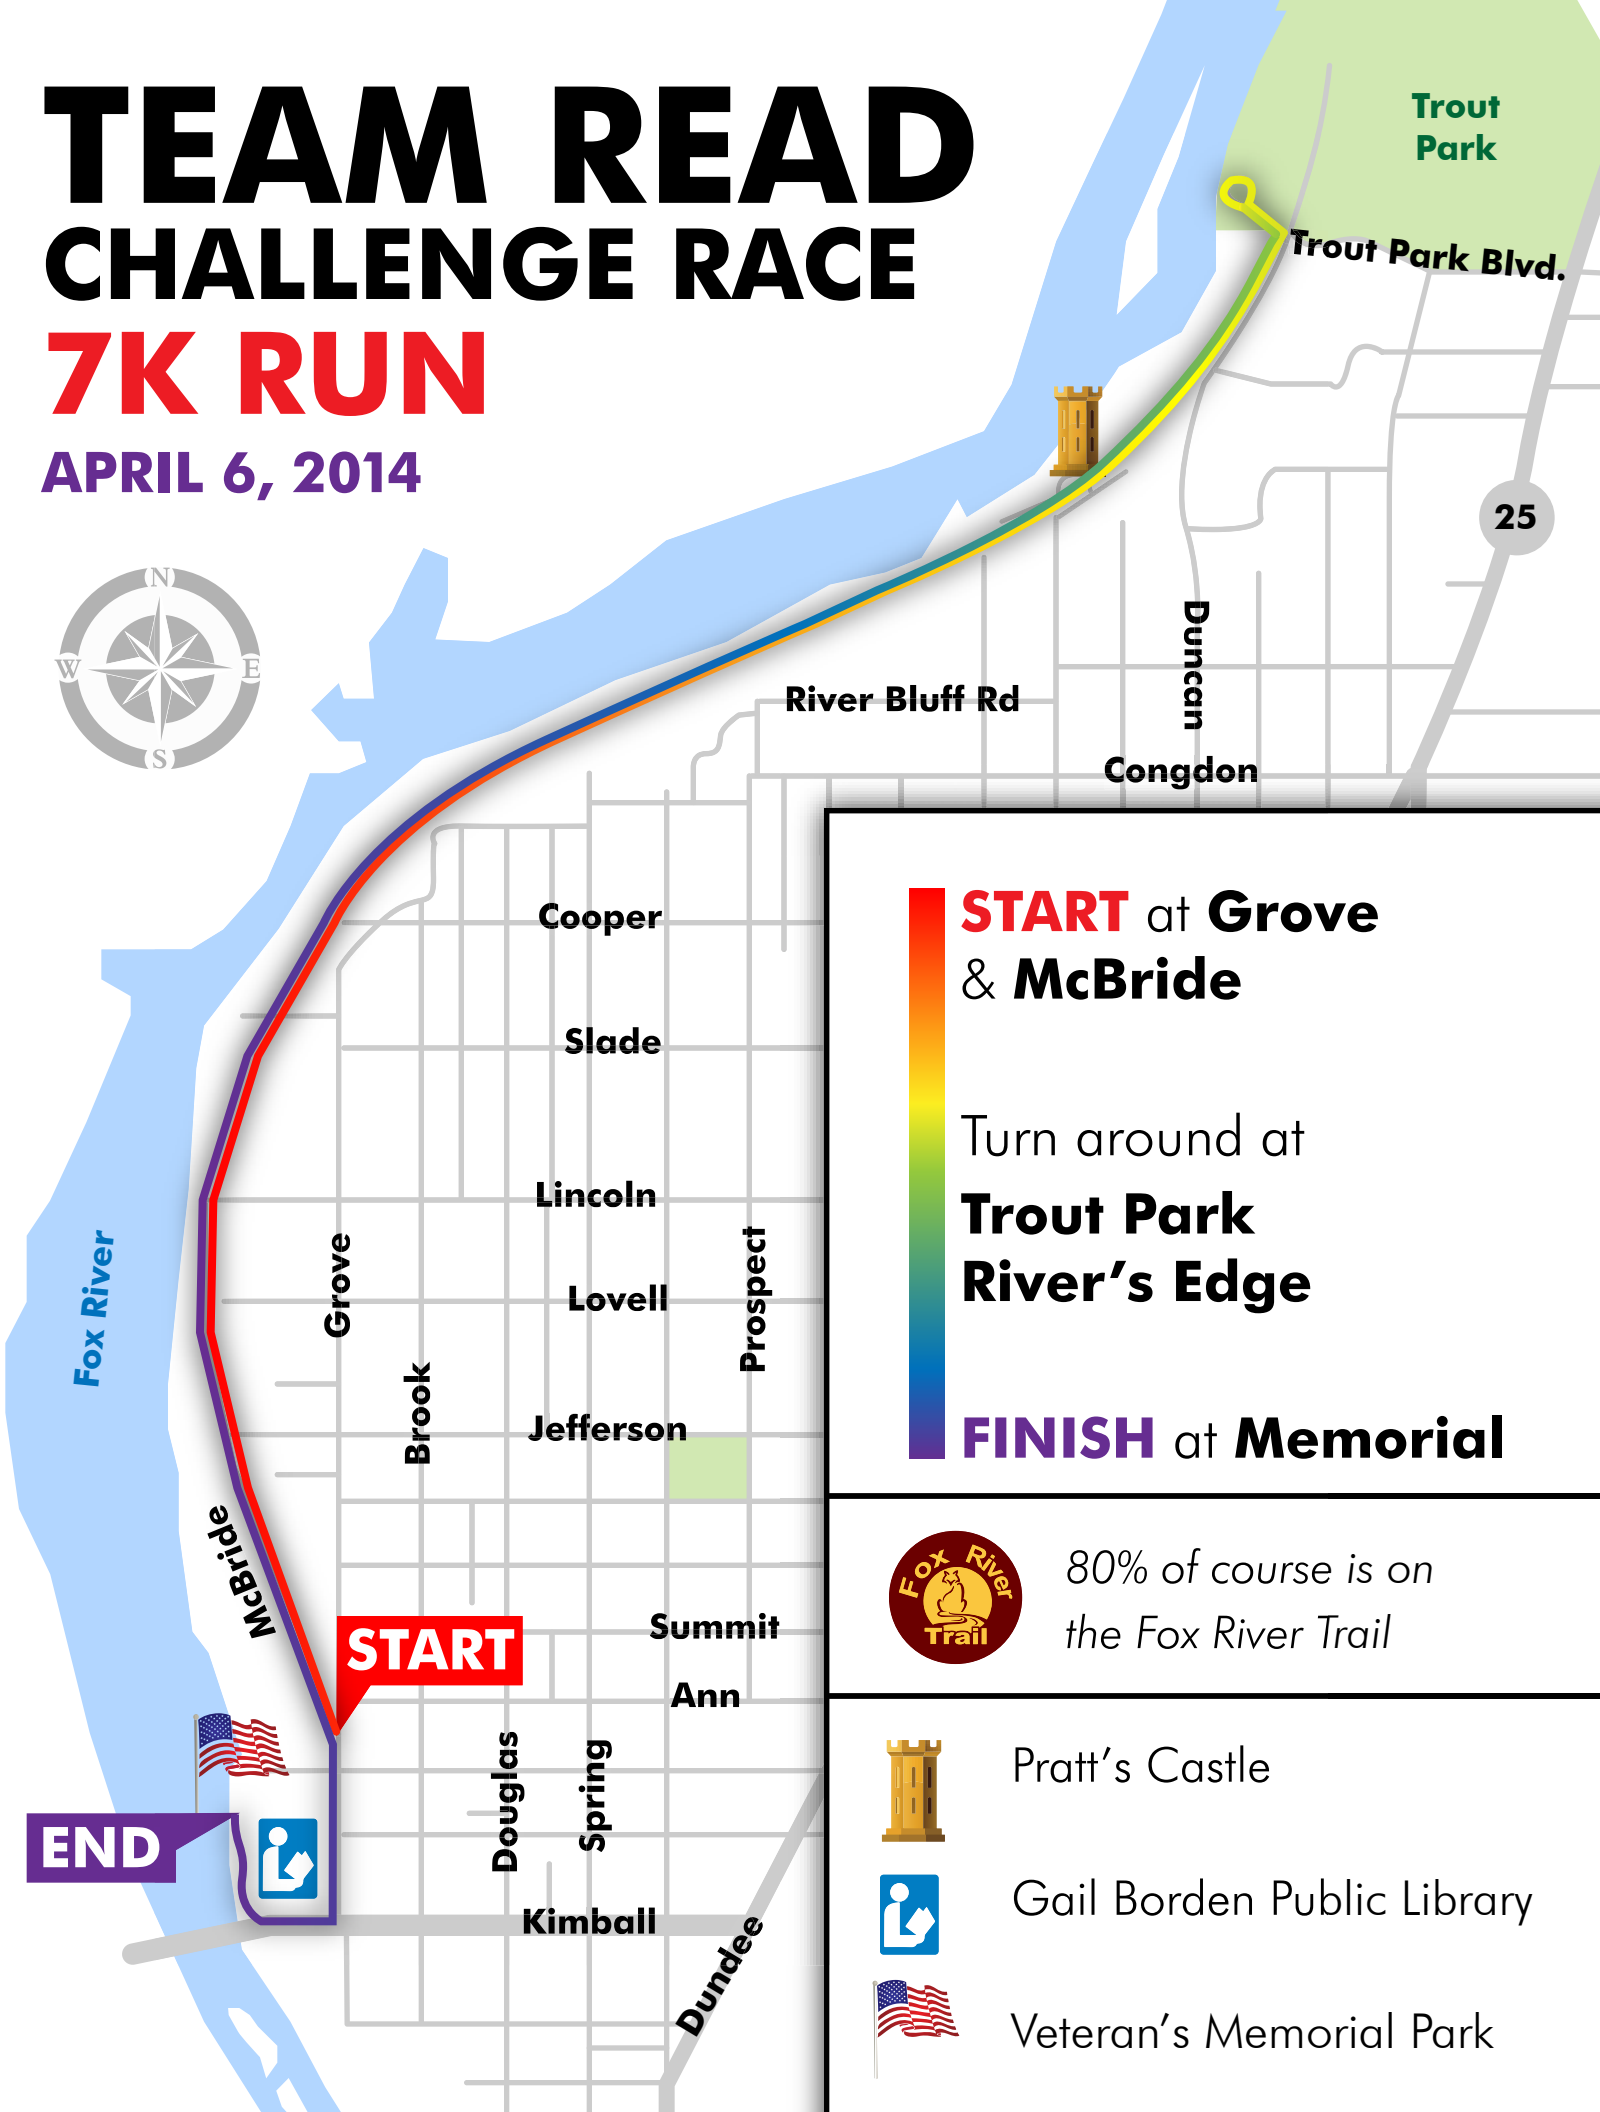 TEAM READ
CHALLENGE RACE
7K RUN
APRIL 6, 2014
N
W
E
S
Trout
Park
Trout Park Blvd.
25
Duncan
River Bluff Rd
Congdon
Cooper
Slade
Lincoln
Grove
Prospect
Lovell
Fox River
Brook
Jefferson
McBride
START
Summit
Ann
Douglas
Spring
END
Kimball
Dundee
START at Grove
& McBride
Turn around at
Trout Park
River's Edge
FINISH at Memorial
Fox River
Trail
80% of course is on
the Fox River Trail
Pratt's Castle
Gail Borden Public Library
Veteran's Memorial Park